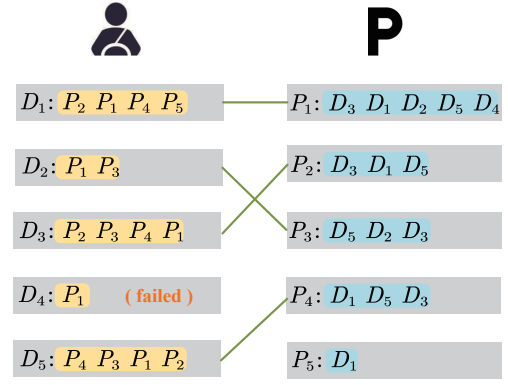 P
D₁: P₂ P₁ P₄ P₅
P₁: D₃ D₁ D₂ D₅ D₄
D₂: P₁ P₃
P₂: D₃ D₁ D₅
D₃: P₂ P₃ P₄ P₁
P₃: D₅ D₂ D₃
D₄: P₁ ( failed )
P₄: D₁ D₅ D₃
D₅: P₄ P₃ P₁ P₂
P₅: D₁